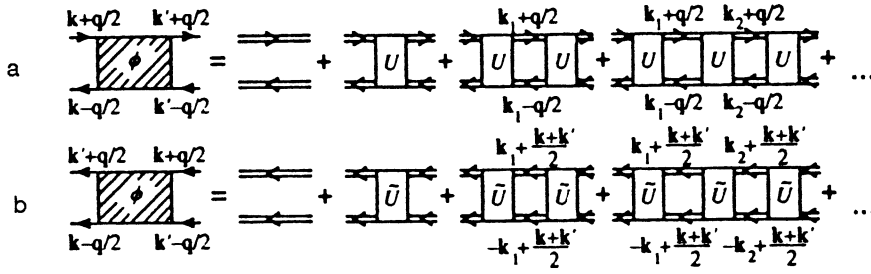 k+q/2 k′+q/2 k₁+q/2 k₁+q/2 k₂+q/2
a ϕ = + U + U U + U U U + ...
k−q/2 k′−q/2 k₁−q/2 k₁−q/2 k₂−q/2
k′+q/2 k+q/2 k₁+(k+k′)/2 k₁+(k+k′)/2 k₂+(k+k′)/2
b ϕ = + Ũ + Ũ Ũ + Ũ Ũ Ũ + ...
k−q/2 k′−q/2 −k₁+(k+k′)/2 −k₁+(k+k′)/2 −k₂+(k+k′)/2